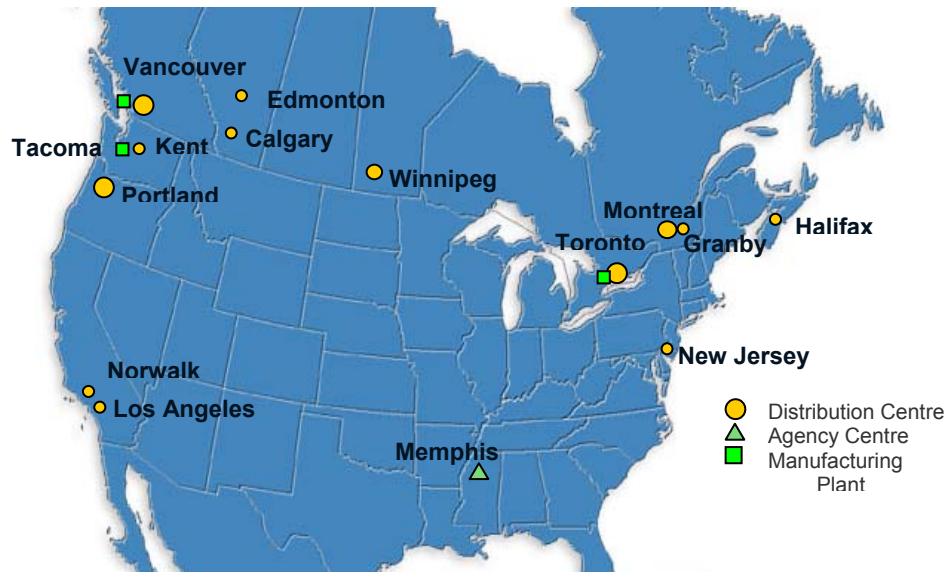 Vancouver
Edmonton
Calgary
Tacoma
Kent
Winnipeg
Portland
Montreal
Halifax
Granby
Toronto
New Jersey
Norwalk
Los Angeles
Memphis
Distribution Centre
Agency Centre
Manufacturing
Plant